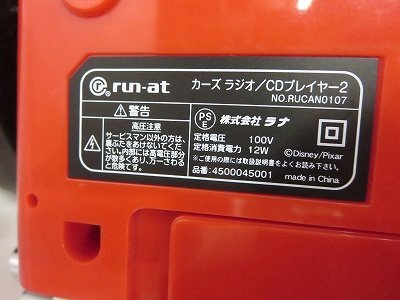 run-at
カーズ ラジオ/CDプレイヤー2
NO.RUCAN0107
警告
高圧注意
サービスマン以外の方は、
裏ぶたをあけないでくだ
さい。内部には高電圧部分
が数多くあり、万一さわる
と危険です。
PS
E
株式会社 ラナ
定格電圧 100V
定格消費電力 12W
※ご使用の際には取扱説明書をよくお読み下さい。
品番:4500045001
©Disney/Pixar
made in China